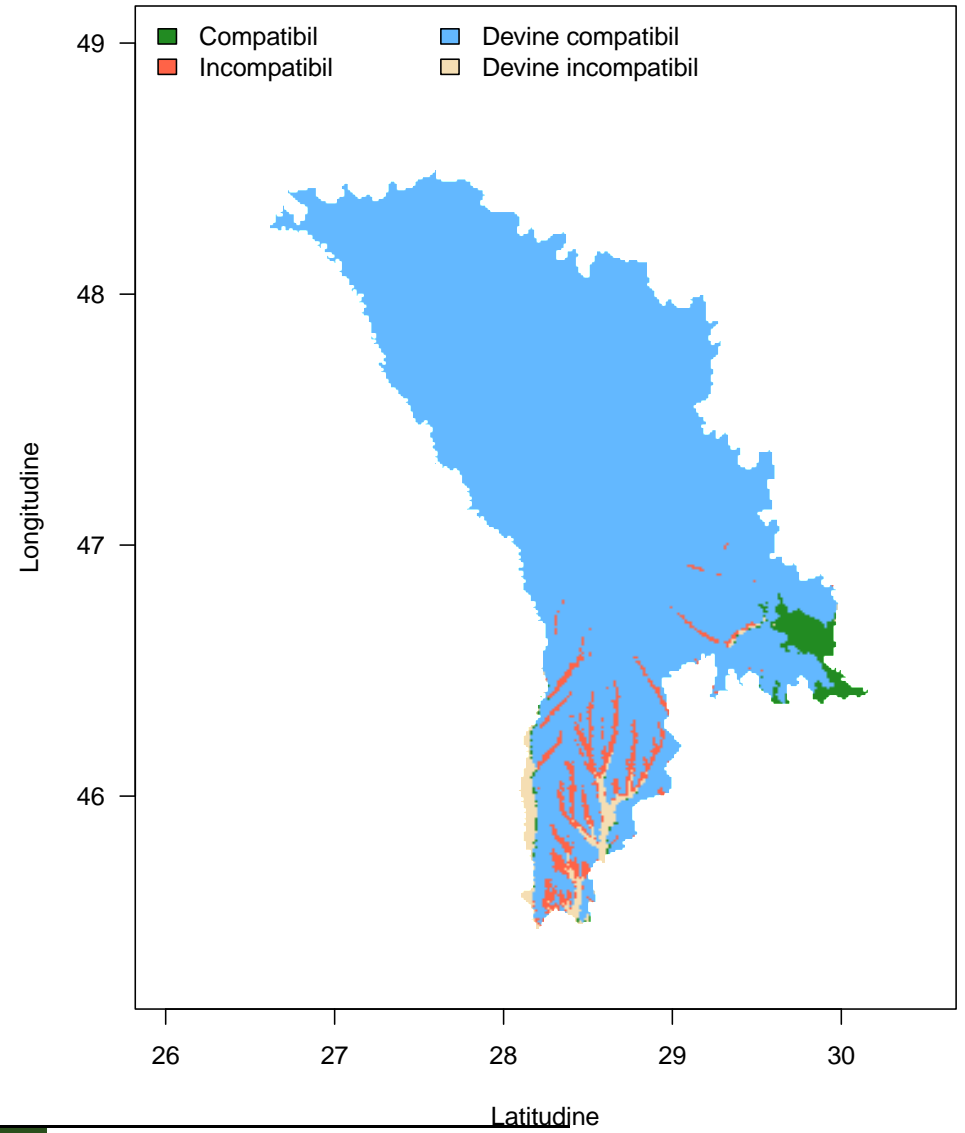 Compatibil Devine compatibil
Incompatibil Devine incompatibil
49
48
47
46
Longitudine
26 27 28 29 30
Latitudine